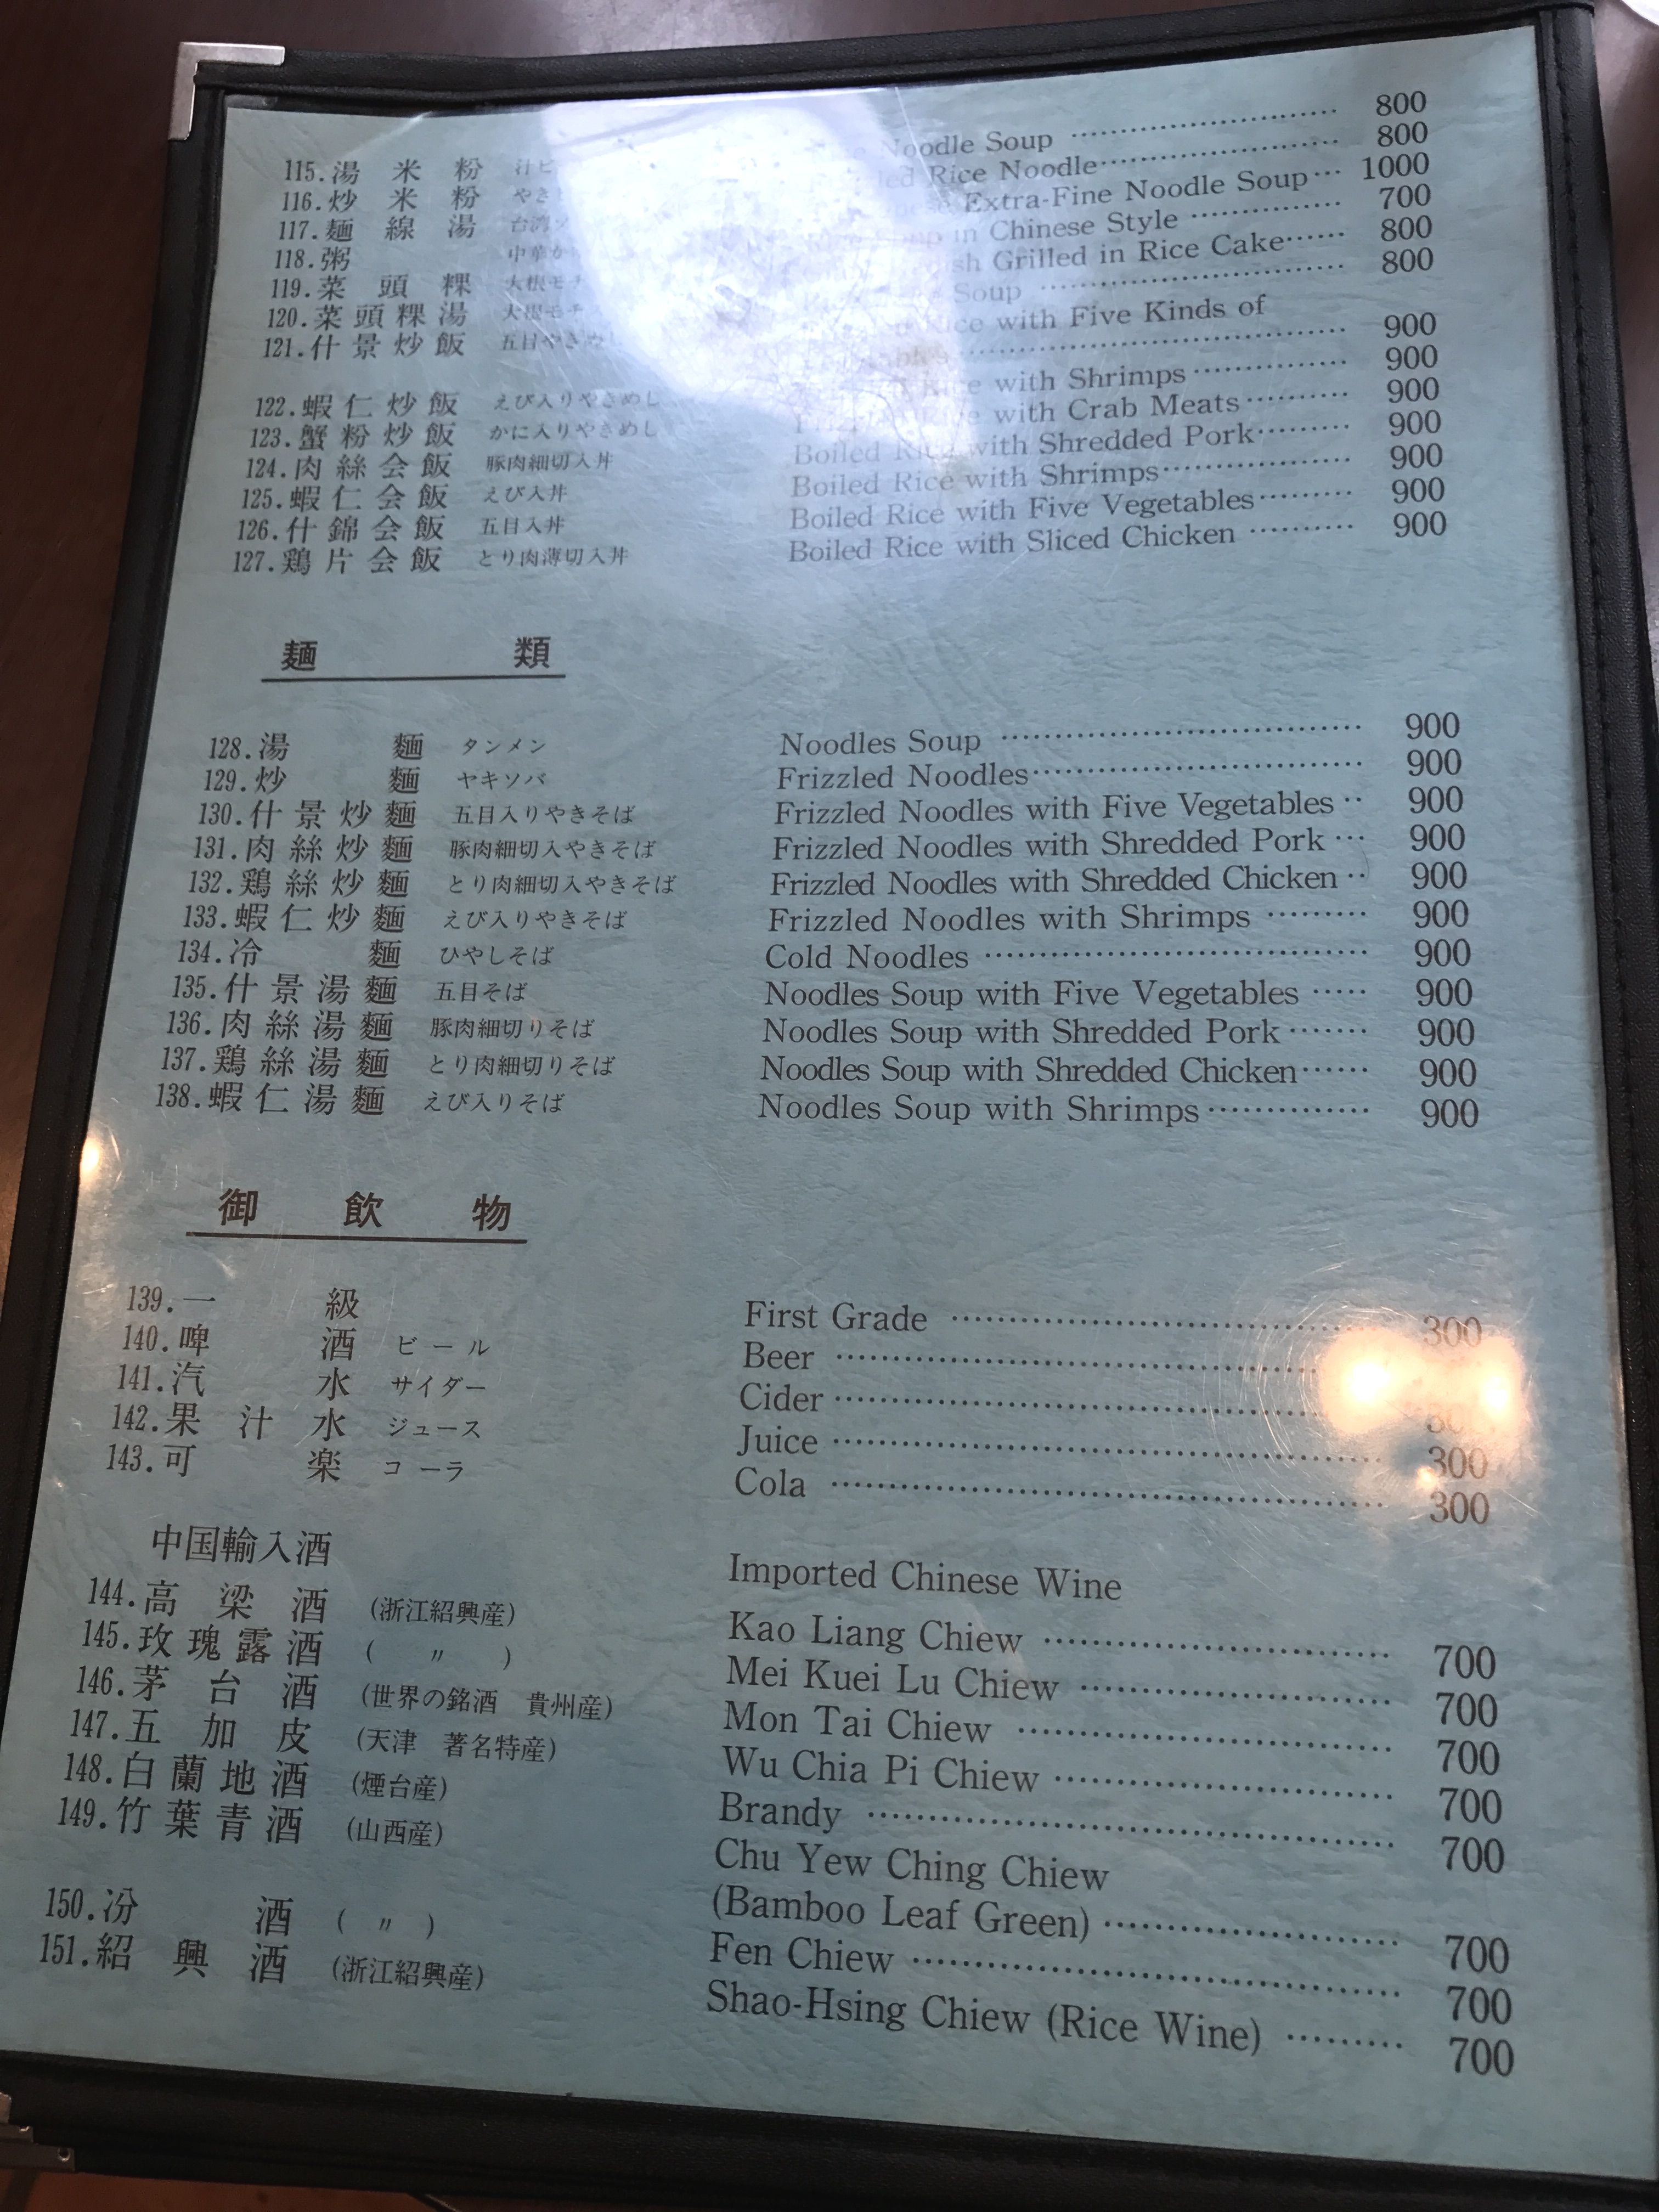 115. 湯米粉 汁ビ Noodle Soup 800
116. 炒米粉 やき Rice Noodle 800
117. 麺線湯 台湾 Extra-Fine Noodle Soup 1000
118. 粥 中華か in Chinese Style 700
119. 菜頭粿 大根モチ Grilled in Rice Cake 800
120. 菜頭粿湯 大根モチ Soup 800
121. 什景炒飯 五目やきめし Rice with Five Kinds of
900
122. 蝦仁炒飯 えび入りやきめし Rice with Shrimps 900
123. 蟹粉炒飯 かに入りやきめし Frizzled Rice with Crab Meats 900
124. 肉絲会飯 豚肉細切入丼 Boiled Rice with Shredded Pork 900
125. 蝦仁会飯 えび入丼 Boiled Rice with Shrimps 900
126. 什錦会飯 五目入丼 Boiled Rice with Five Vegetables 900
127. 鶏片会飯 とり肉薄切入丼 Boiled Rice with Sliced Chicken 900
麺類
128. 湯麺 タンメン Noodles Soup 900
129. 炒麺 ヤキソバ Frizzled Noodles 900
130. 什景炒麺 五目入りやきそば Frizzled Noodles with Five Vegetables 900
131. 肉絲炒麺 豚肉細切入やきそば Frizzled Noodles with Shredded Pork 900
132. 鶏絲炒麺 とり肉細切入やきそば Frizzled Noodles with Shredded Chicken 900
133. 蝦仁炒麺 えび入りやきそば Frizzled Noodles with Shrimps 900
134. 冷麺 ひやしそば Cold Noodles 900
135. 什景湯麺 五目そば Noodles Soup with Five Vegetables 900
136. 肉絲湯麺 豚肉細切りそば Noodles Soup with Shredded Pork 900
137. 鶏絲湯麺 とり肉細切りそば Noodles Soup with Shredded Chicken 900
138. 蝦仁湯麺 えび入りそば Noodles Soup with Shrimps 900
御飲物
139. 一級 First Grade 300
140. 啤酒 ビール Beer
141. 汽水 サイダー Cider 300
142. 果汁水 ジュース Juice 300
143. 可楽 コーラ Cola 300
中国輸入酒 Imported Chinese Wine
144. 高梁酒 (浙江紹興産) Kao Liang Chiew 700
145. 玫瑰露酒 ( 〃 ) Mei Kuei Lu Chiew 700
146. 茅台酒 (世界の銘酒 貴州産) Mon Tai Chiew 700
147. 五加皮 (天津 著名特産) Wu Chia Pi Chiew 700
148. 白蘭地酒 (煙台産) Brandy 700
149. 竹葉青酒 (山西産) Chu Yew Ching Chiew
(Bamboo Leaf Green) 700
150. 汾酒 ( 〃 ) Fen Chiew 700
151. 紹興酒 (浙江紹興産) Shao-Hsing Chiew (Rice Wine) 700